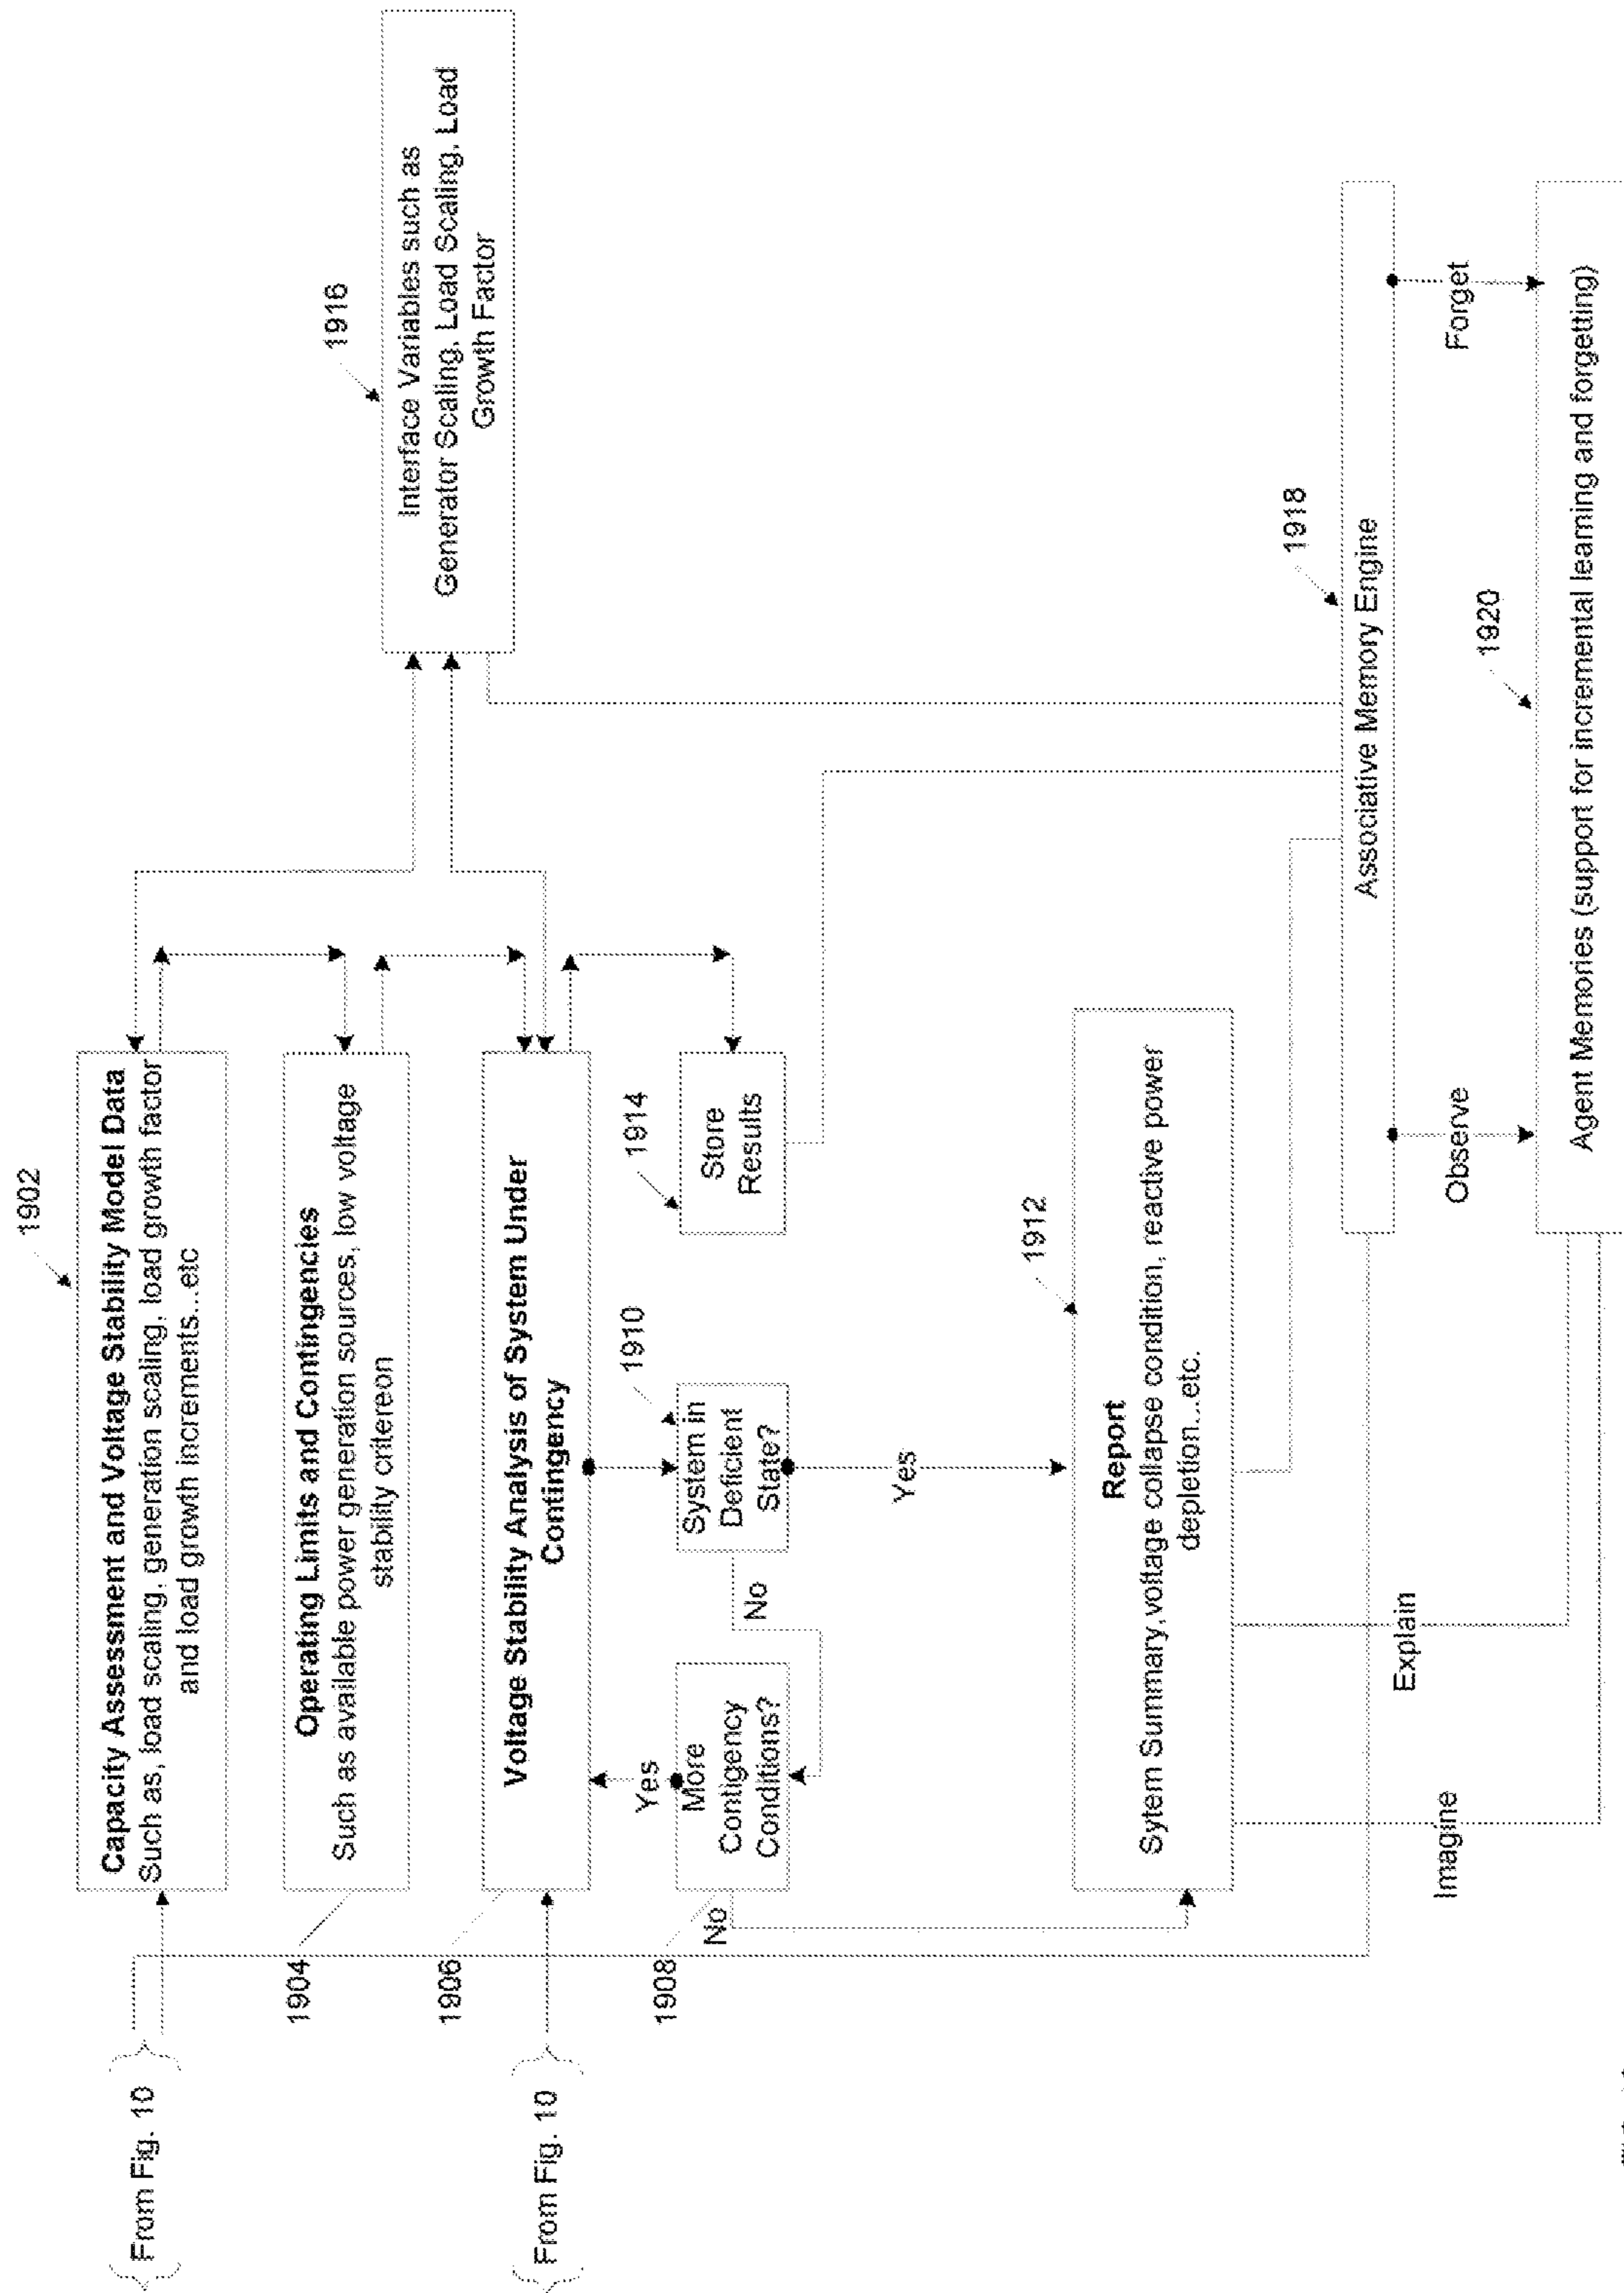 1902
Capacity Assessment and Voltage Stability Model Data
Such as, load scaling, generation scaling, load growth factor
and load growth increments...etc
From Fig. 10
1904
Operating Limits and Contingencies
Such as available power generation sources, low voltage
stability critereon
1916
Interface Variables such as
Generator Scaling, Load Scaling, Load
Growth Factor
1906
Voltage Stability Analysis of System Under
Contingency
From Fig. 10
Yes
1908
More
Contigency
Conditions?
No
No
1910
System in
Deficient
State?
1914
Store
Results
Yes
1912
Report
Sytem Summary, voltage collapse condition, reactive power
depletion...etc.
1918
Associative Memory Engine
Imagine
Explain
Observe
Forget
1920
Agent Memories (support for incremental learning and forgetting)